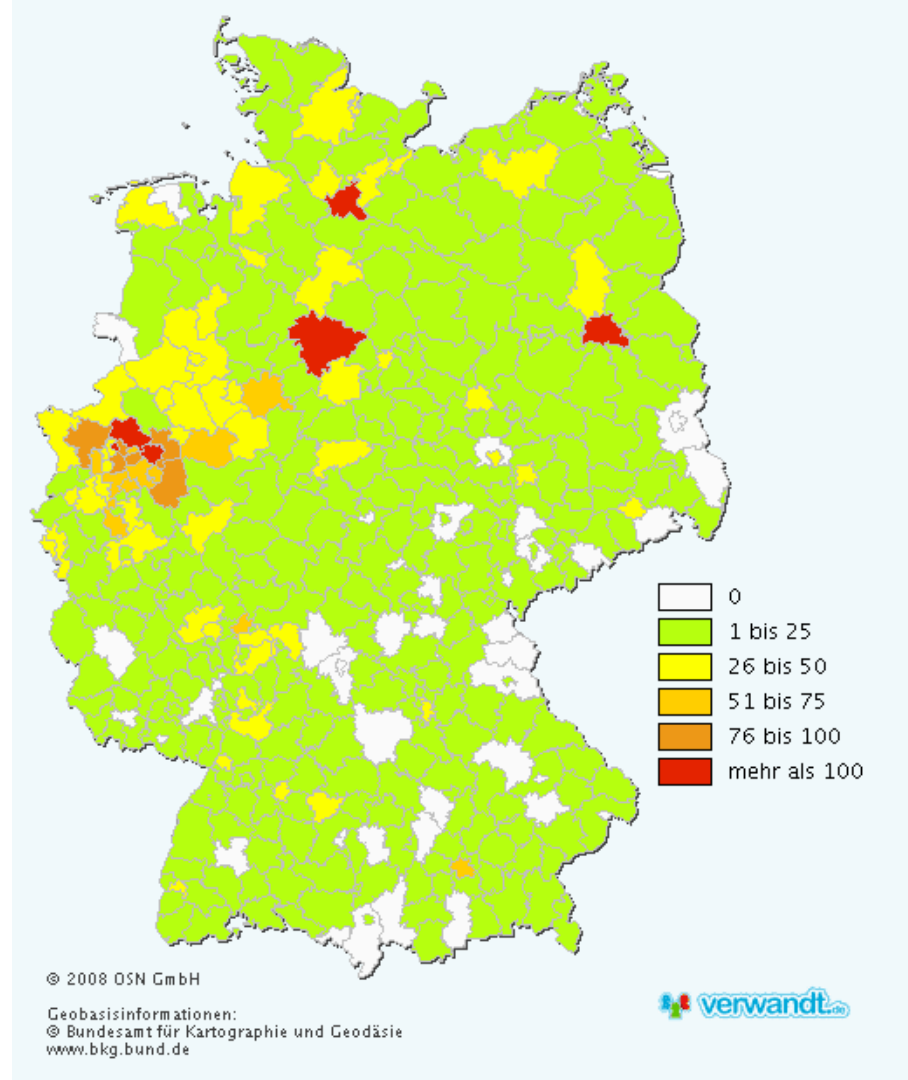 0
1 bis 25
26 bis 50
51 bis 75
76 bis 100
mehr als 100
© 2008 OSN GmbH
Geobasisinformationen:
© Bundesamt für Kartographie und Geodäsie
www.bkg.bund.de
verwandt.de